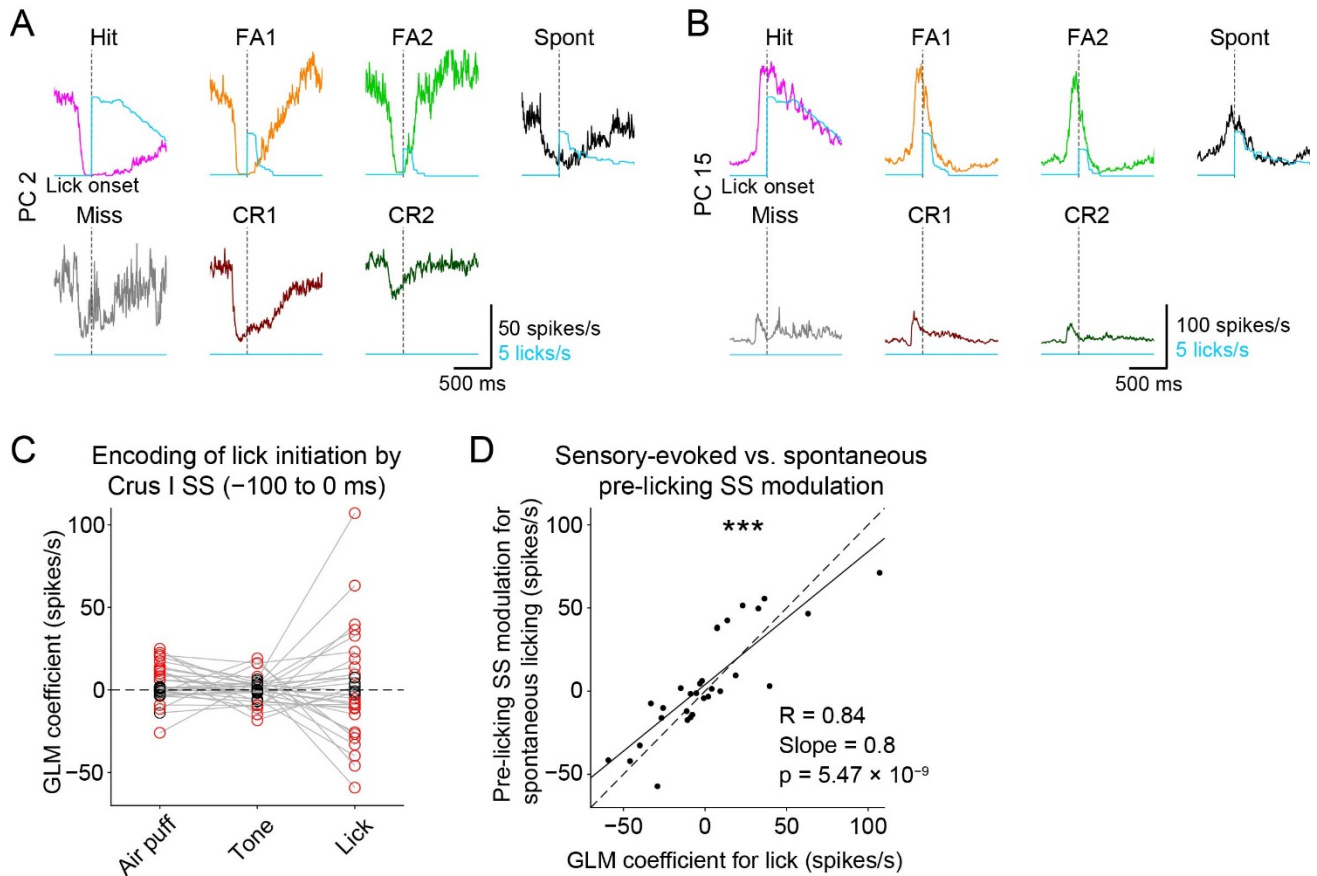 A
Hit
FA1
FA2
Spont
PC 2
Lick onset
Miss
CR1
CR2
50 spikes/s
5 licks/s
500 ms
B
Hit
FA1
FA2
Spont
PC 15
Lick onset
Miss
CR1
CR2
100 spikes/s
5 licks/s
500 ms
C
Encoding of lick initiation by
Crus I SS (−100 to 0 ms)
GLM coefficient (spikes/s)
100
50
0
−50
Air puff
Tone
Lick
D
Sensory-evoked vs. spontaneous
pre-licking SS modulation
Pre-licking SS modulation for
spontaneous licking (spikes/s)
100
50
0
−50
***
R = 0.84
Slope = 0.8
p = 5.47 × 10⁻⁹
−50
0
50
100
GLM coefficient for lick (spikes/s)